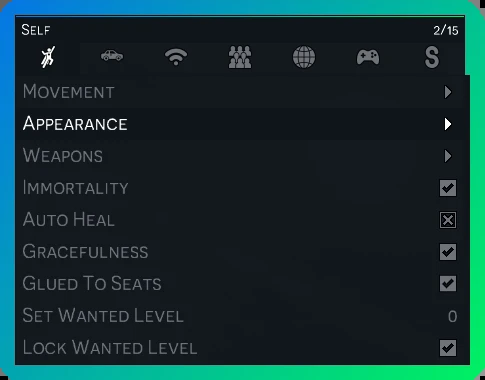 Self 2/15
S
Movement
Appearance
Weapons
Immortality
Auto Heal
Gracefulness
Glued To Seats
Set Wanted Level 0
Lock Wanted Level